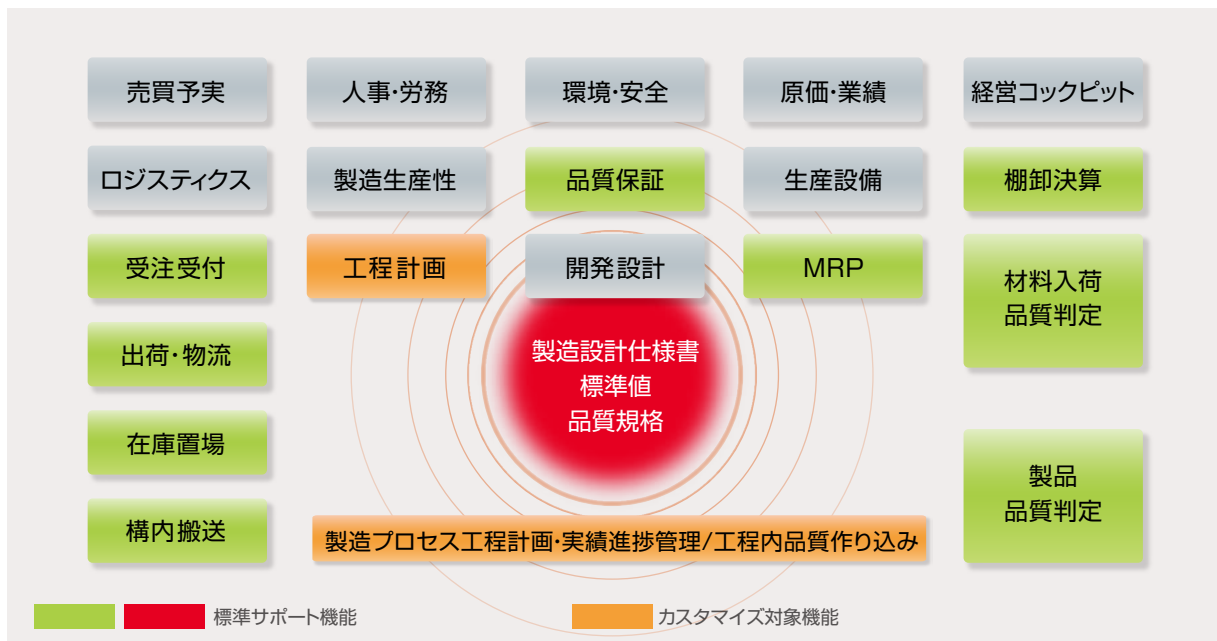 売買予実
人事・労務
環境・安全
原価・業績
経営コックピット
ロジスティクス
製造生産性
品質保証
生産設備
棚卸決算
受注受付
工程計画
開発設計
MRP
材料入荷
品質判定
出荷・物流
製造設計仕様書
標準値
品質規格
在庫置場
製品
品質判定
構内搬送
製造プロセス工程計画・実績進捗管理/工程内品質作り込み
標準サポート機能
カスタマイズ対象機能